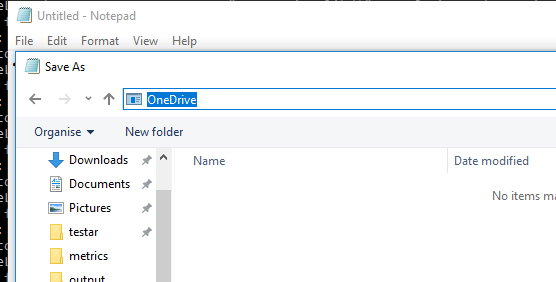 Untitled - Notepad
File Edit Format View Help
Save As
OneDrive
Organise New folder
Name Date modified
No items ma
Downloads
Documents
Pictures
testar
metrics
output